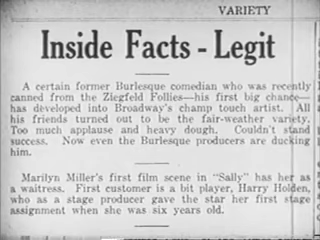 VARIETY
Inside Facts - Legit
A certain former Burlesque comedian who was recently
canned from the Ziegfeld Follies—his first big chance—
has developed into Broadway's champ touch artist. All
his friends turned out to be the fair-weather variety.
Too much applause and heavy dough. Couldn't stand
success. Now even the Burlesque producers are ducking
him.
Marilyn Miller's first film scene in "Sally" has her as
a waitress. First customer is a bit player, Harry Holden,
who as a stage producer gave the star her first stage
assignment when she was six years old.